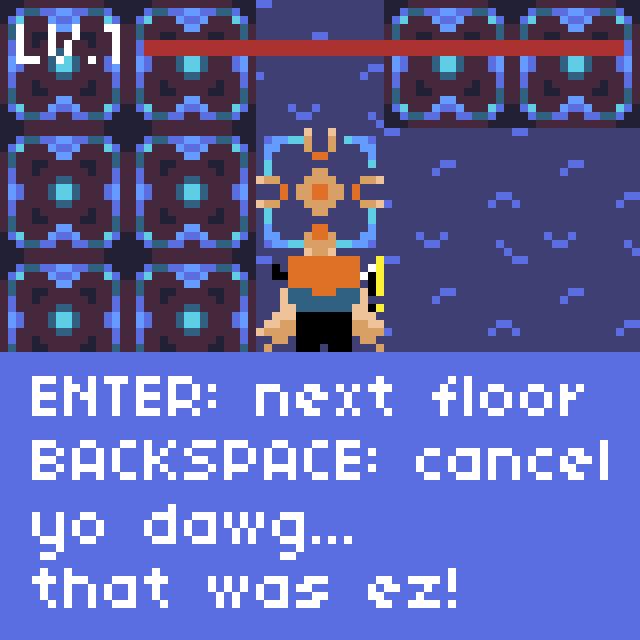 LV.1
ENTER: next floor
BACKSPACE: cancel
yo dawg...
that was ez!